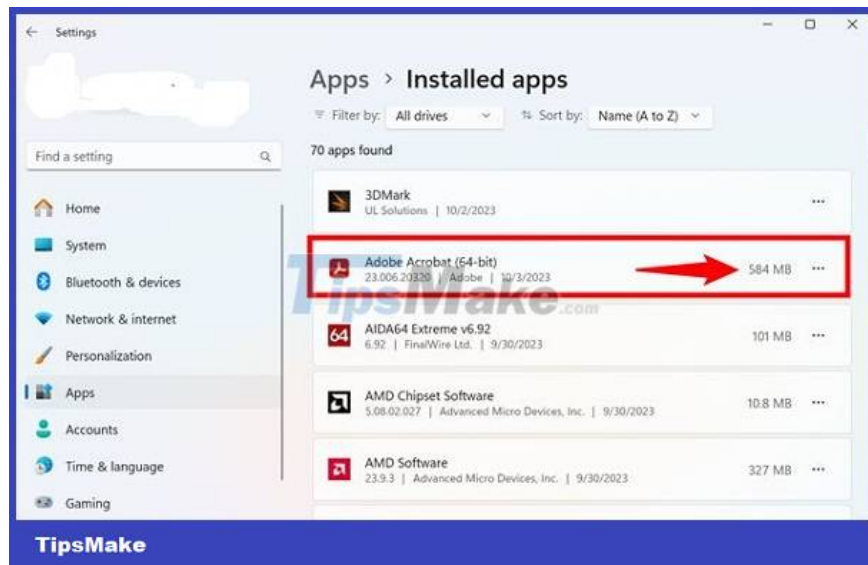 Settings
Apps > Installed apps
Filter by: All drives
Sort by: Name (A to Z)
Find a setting
70 apps found
Home
System
Bluetooth & devices
Network & internet
Personalization
Apps
Accounts
Time & language
Gaming
3DMark
UL Solutions | 10/2/2023
Adobe Acrobat (64-bit)
23.006.20320 | Adobe | 10/3/2023
584 MB
TipsMake.com
64
AIDA64 Extreme v6.92
6.92 | FinalWire Ltd. | 9/30/2023
101 MB
AMD Chipset Software
5.08.02.027 | Advanced Micro Devices, Inc. | 9/30/2023
10.8 MB
AMD Software
23.9.3 | Advanced Micro Devices, Inc. | 9/30/2023
327 MB
TipsMake